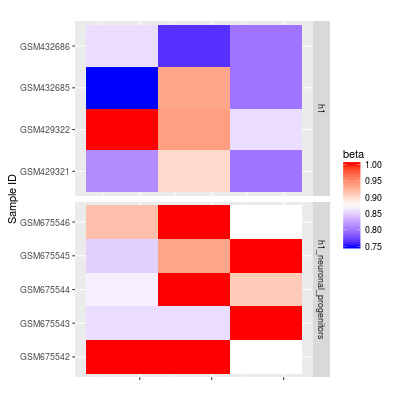 GSM432686
GSM432685
GSM429322
GSM429321
h1
GSM675546
GSM675545
GSM675544
GSM675543
GSM675542
h1_neuronal_progenitors
Sample ID
beta
1.00
0.95
0.90
0.85
0.80
0.75